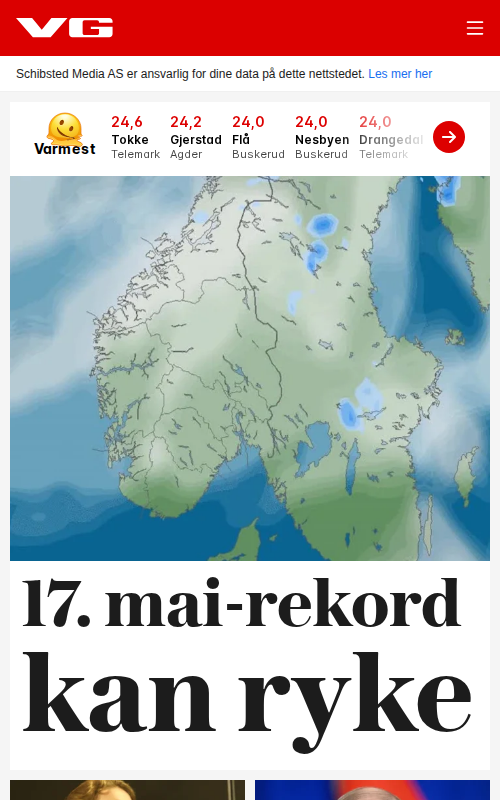 VG
Schibsted Media AS er ansvarlig for dine data på dette nettstedet. Les mer her
Varmest
24,6
Tokke
Telemark
24,2
Gjerstad
Agder
24,0
Flå
Buskerud
24,0
Nesbyen
Buskerud
24,0
Drangedal
Telemark
17. mai-rekord
kan ryke